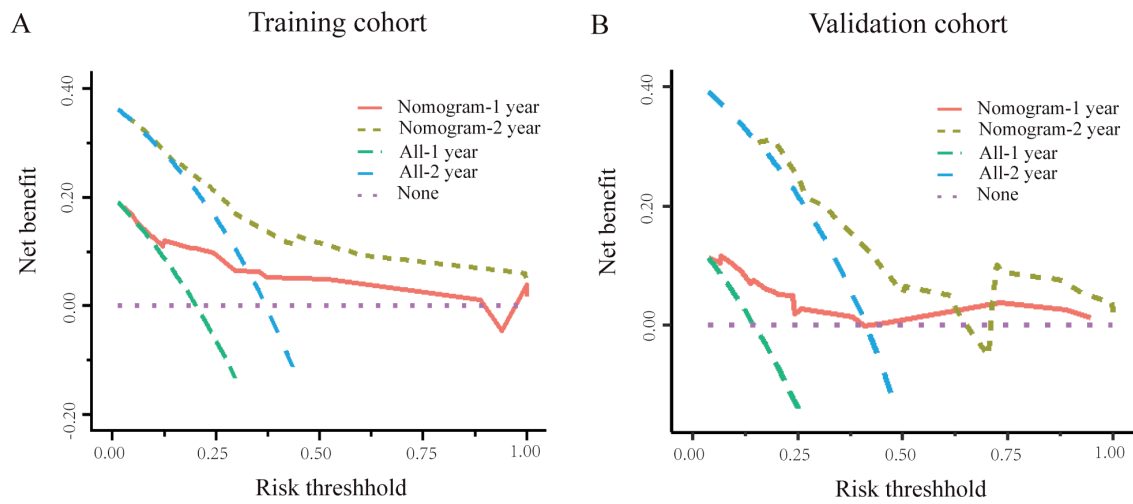 A
Training cohort
Nomogram-1 year
Nomogram-2 year
All-1 year
All-2 year
None
Net benefit
0.40
0.20
0.00
-0.20
0.00
0.25
0.50
0.75
1.00
Risk threshhold
B
Validation cohort
Nomogram-1 year
Nomogram-2 year
All-1 year
All-2 year
None
Net benefit
0.40
0.20
0.00
0.00
0.25
0.50
0.75
1.00
Risk threshhold